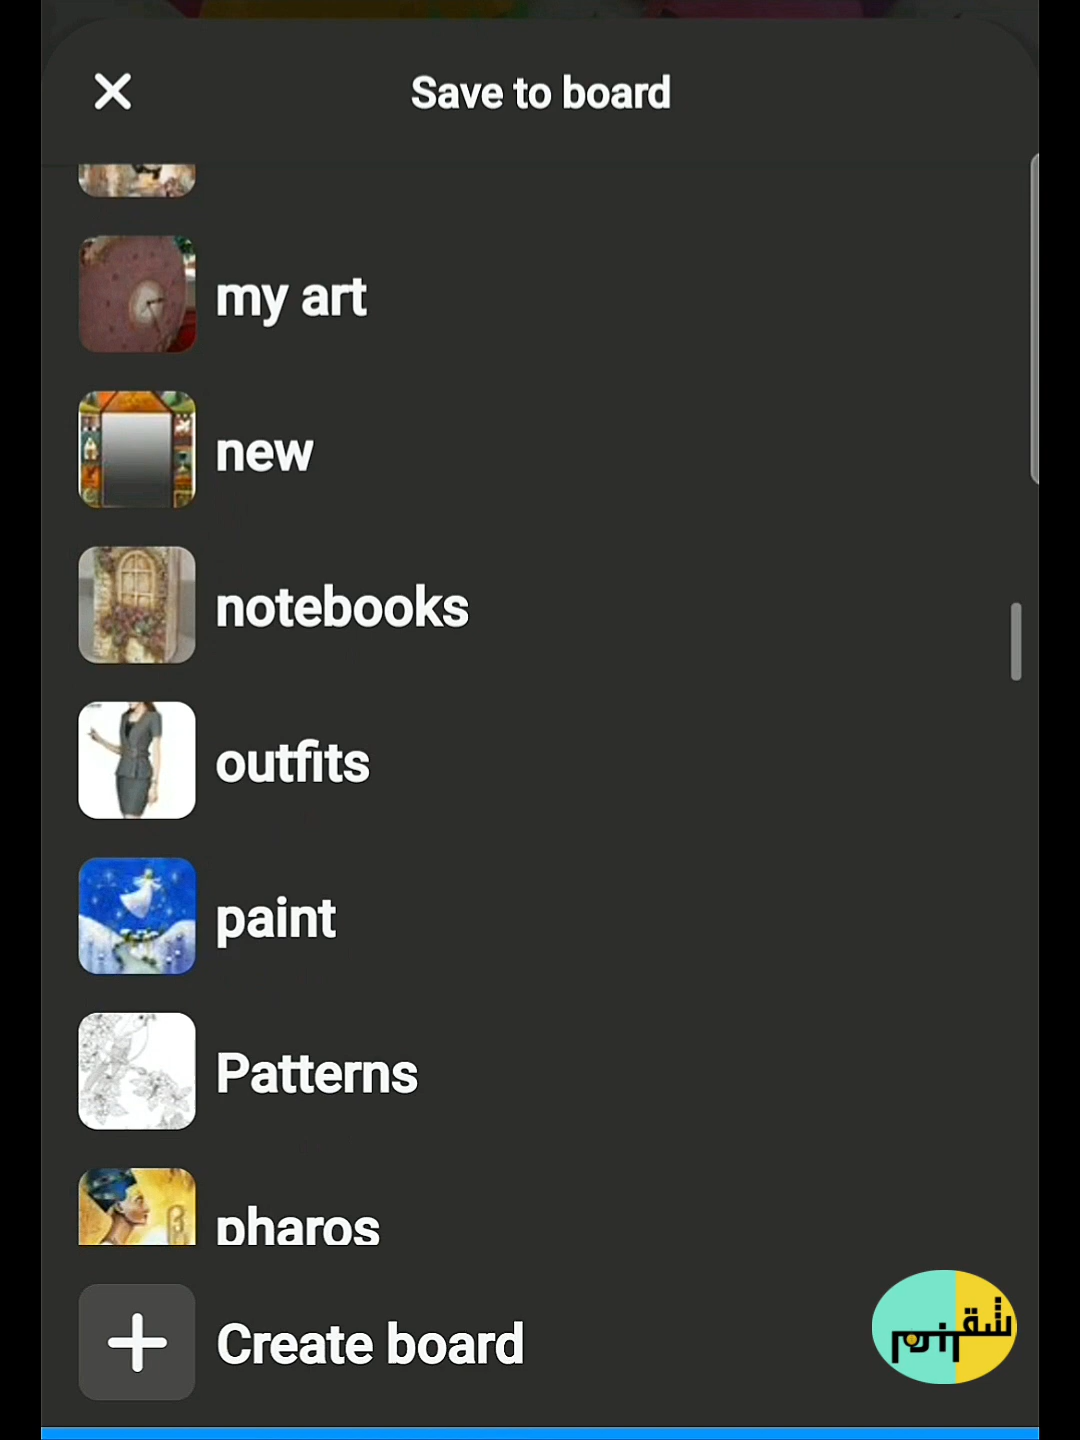 Save to board
my art
new
notebooks
outfits
paint
Patterns
pharos
Create board